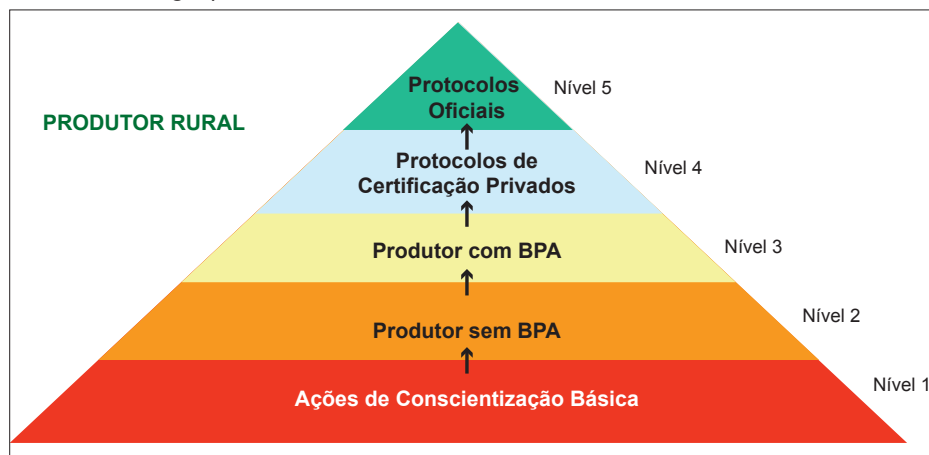 Protocolos
Oficiais
Nível 5
PRODUTOR RURAL
Protocolos de
Certificação Privados
Nível 4
Produtor com BPA
Nível 3
Produtor sem BPA
Nível 2
Ações de Conscientização Básica
Nível 1